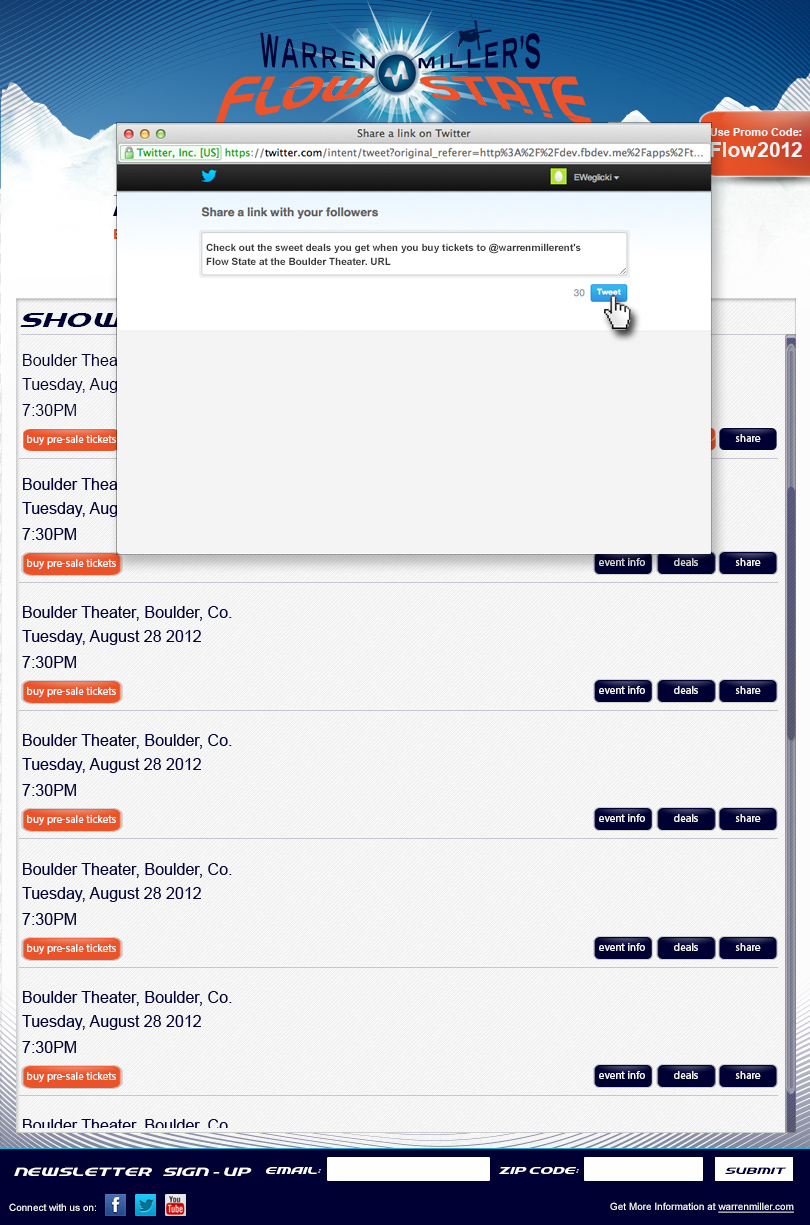 WARREN MILLER'S
FLOW STATE
Use Promo Code:
Flow2012
Share a link on Twitter
Twitter, Inc. [US] https://twitter.com/intent/tweet?original_referer=http%3A%2F%2Fdev.fbdev.me%2Fapps%2Ft...
EWeglicki
Share a link with your followers
Check out the sweet deals you get when you buy tickets to @warrenmillerent's
Flow State at the Boulder Theater. URL
30 Tweet
SHOW
Boulder Thea
Tuesday, Aug
7:30PM
buy pre-sale tickets share
Boulder Thea
Tuesday, Aug
7:30PM
buy pre-sale tickets event info deals share
Boulder Theater, Boulder, Co.
Tuesday, August 28 2012
7:30PM
buy pre-sale tickets event info deals share
Boulder Theater, Boulder, Co.
Tuesday, August 28 2012
7:30PM
buy pre-sale tickets event info deals share
Boulder Theater, Boulder, Co.
Tuesday, August 28 2012
7:30PM
buy pre-sale tickets event info deals share
Boulder Theater, Boulder, Co.
Tuesday, August 28 2012
7:30PM
buy pre-sale tickets event info deals share
Boulder Theater, Boulder, Co.
NEWSLETTER SIGN-UP EMAIL: ZIP CODE: SUBMIT
Connect with us on: f You Tube Get More Information at warrenmiller.com